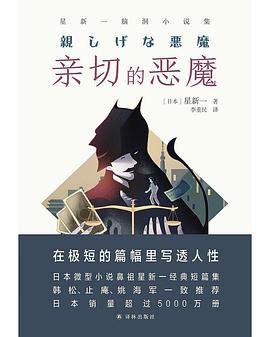 星新一脑洞小说集
親しげな悪魔
亲切的恶魔
[日本] 星新一 著
李重民 译
在极短的篇幅里写透人性
日本微型小说鼻祖星新一经典短篇集
韩松、止庵、姚海军一致推荐
日本销量超过5000万册
译林出版社